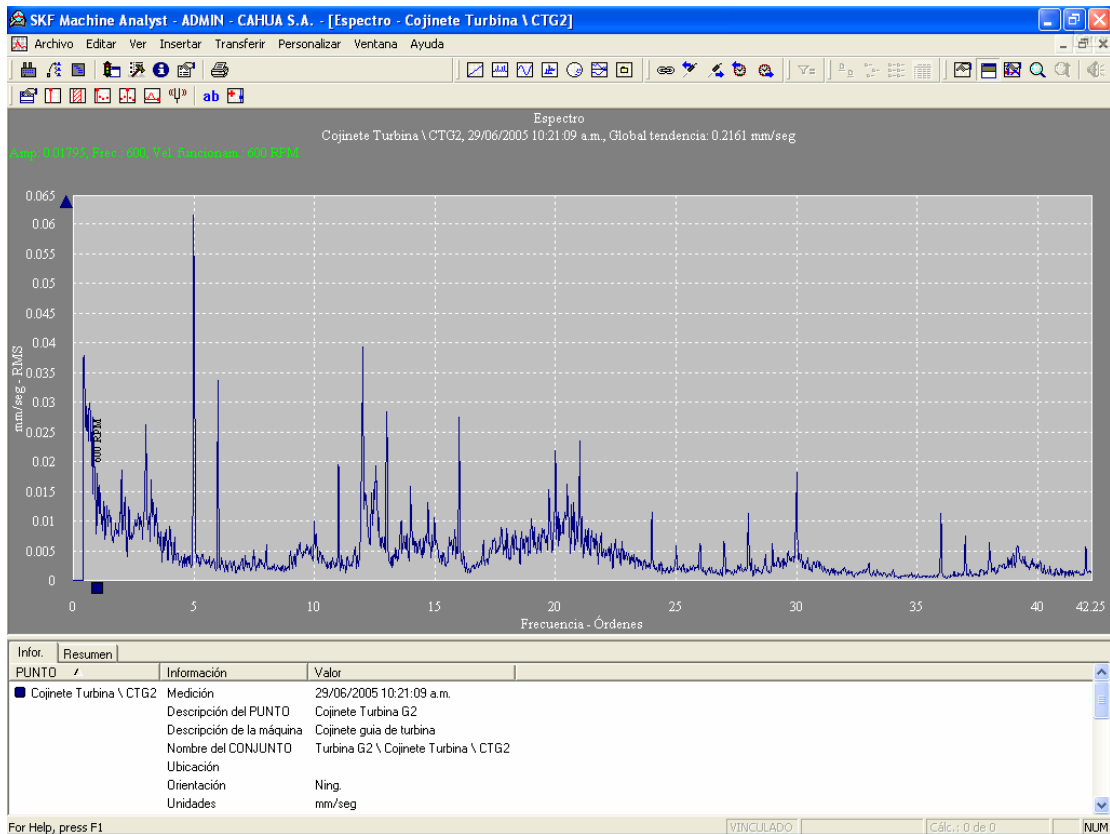 SKF Machine Analyst - ADMIN - CAHUA S.A. - [Espectro - Cojinete Turbina \ CTG2]
Archivo Editar Ver Insertar Transferir Personalizar Ventana Ayuda
ab
Espectro
Cojinete Turbina \ CTG2, 29/06/2005 10:21:09 a.m., Global tendencia: 0.2161 mm/seg
Amp: 0.01795, Frec.: 600, Vel. funcionam.: 600 RPM
0.065
0.06
0.055
0.05
0.045
0.04
0.035
0.03
0.025
0.02
0.015
0.01
0.005
0
mm/seg - RMS
600 RPM
0 5 10 15 20 25 30 35 40 42.25
Frecuencia - Órdenes
Infor. Resumen
PUNTO Información Valor
Cojinete Turbina \ CTG2 Medición 29/06/2005 10:21:09 a.m.
Descripción del PUNTO Cojinete Turbina G2
Descripción de la máquina Cojinete guia de turbina
Nombre del CONJUNTO Turbina G2 \ Cojinete Turbina \ CTG2
Ubicación
Orientación Ning.
Unidades mm/seg
For Help, press F1 VINCULADO Cálc.: 0 de 0 NUM